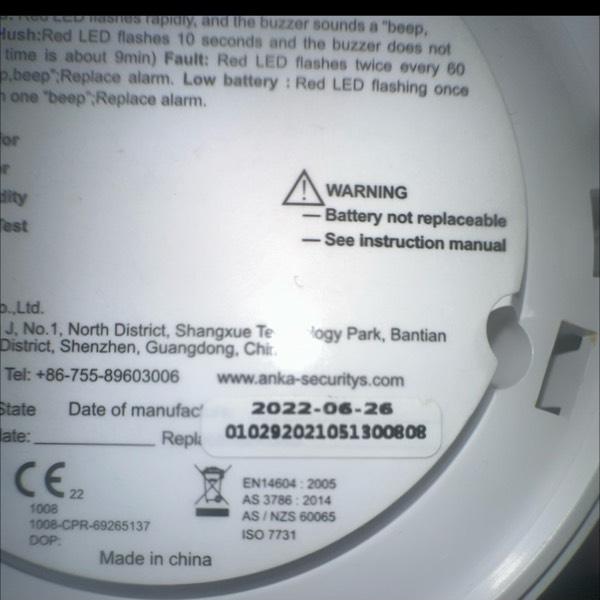 Red LED flashes rapidly, and the buzzer sounds a "beep,
Hush:Red LED flashes 10 seconds and the buzzer does not
time is about 9min) Fault: Red LED flashes twice every 60
p,beep";Replace alarm. Low battery : Red LED flashing once
one "beep";Replace alarm.
WARNING
— Battery not replaceable
— See instruction manual
Test
o.,Ltd.
J, No.1, North District, Shangxue Park, Bantian
District, Shenzhen, Guangdong,
Tel: +86-755-89603006 www.anka-securitys.com
State Date of manufac 2022-06-26
ate: Repl 010292021051300808
CE 22
1008
1008-CPR-69265137
DOP:
EN14604 : 2005
AS 3786 : 2014
AS / NZS 60065
ISO 7731
Made in china